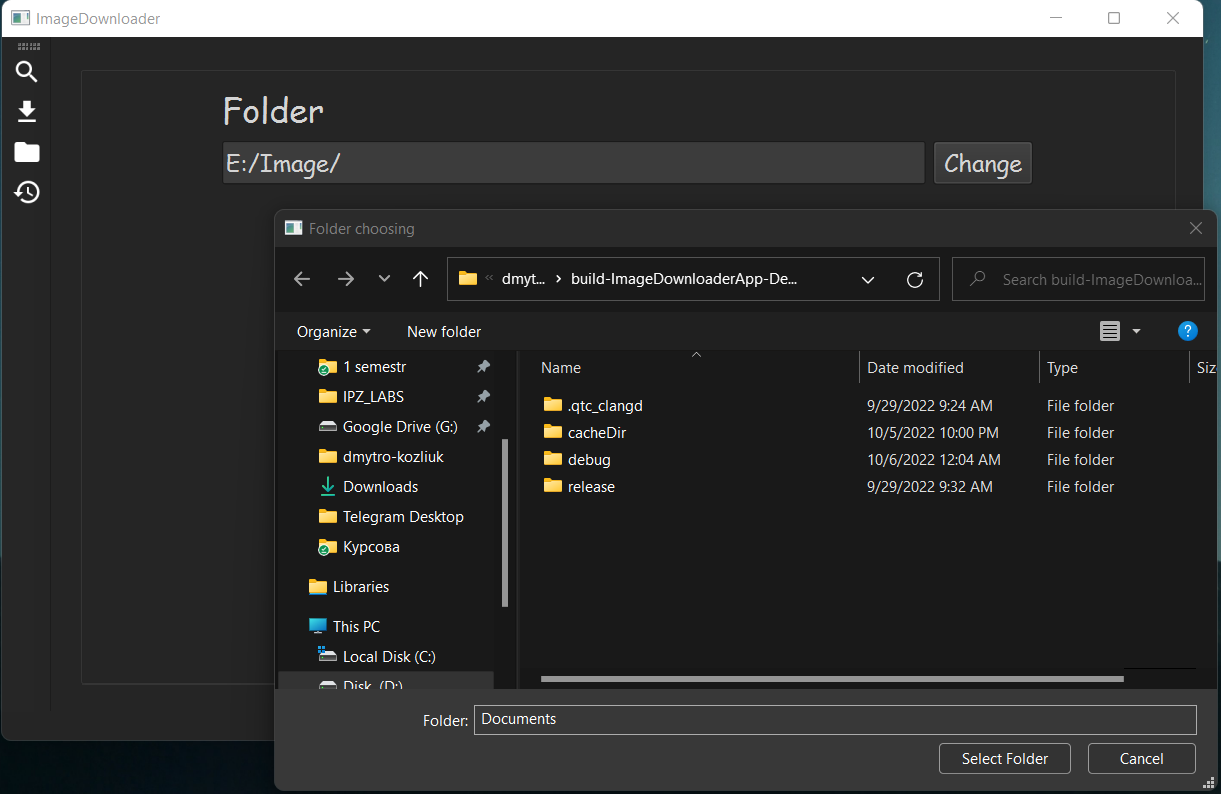 ImageDownloader
Folder
E:/Image/
Change
Folder choosing
« dmyt... › build-ImageDownloaderApp-De...
Search build-ImageDownloa...
Organize
New folder
?
1 semestr
IPZ_LABS
Google Drive (G:)
dmytro-kozliuk
Downloads
Telegram Desktop
Курсова
Libraries
This PC
Local Disk (C:)
Disk (D:)
Name Date modified Type Siz
.qtc_clangd 9/29/2022 9:24 AM File folder
cacheDir 10/5/2022 10:00 PM File folder
debug 10/6/2022 12:04 AM File folder
release 9/29/2022 9:32 AM File folder
Folder: Documents
Select Folder
Cancel